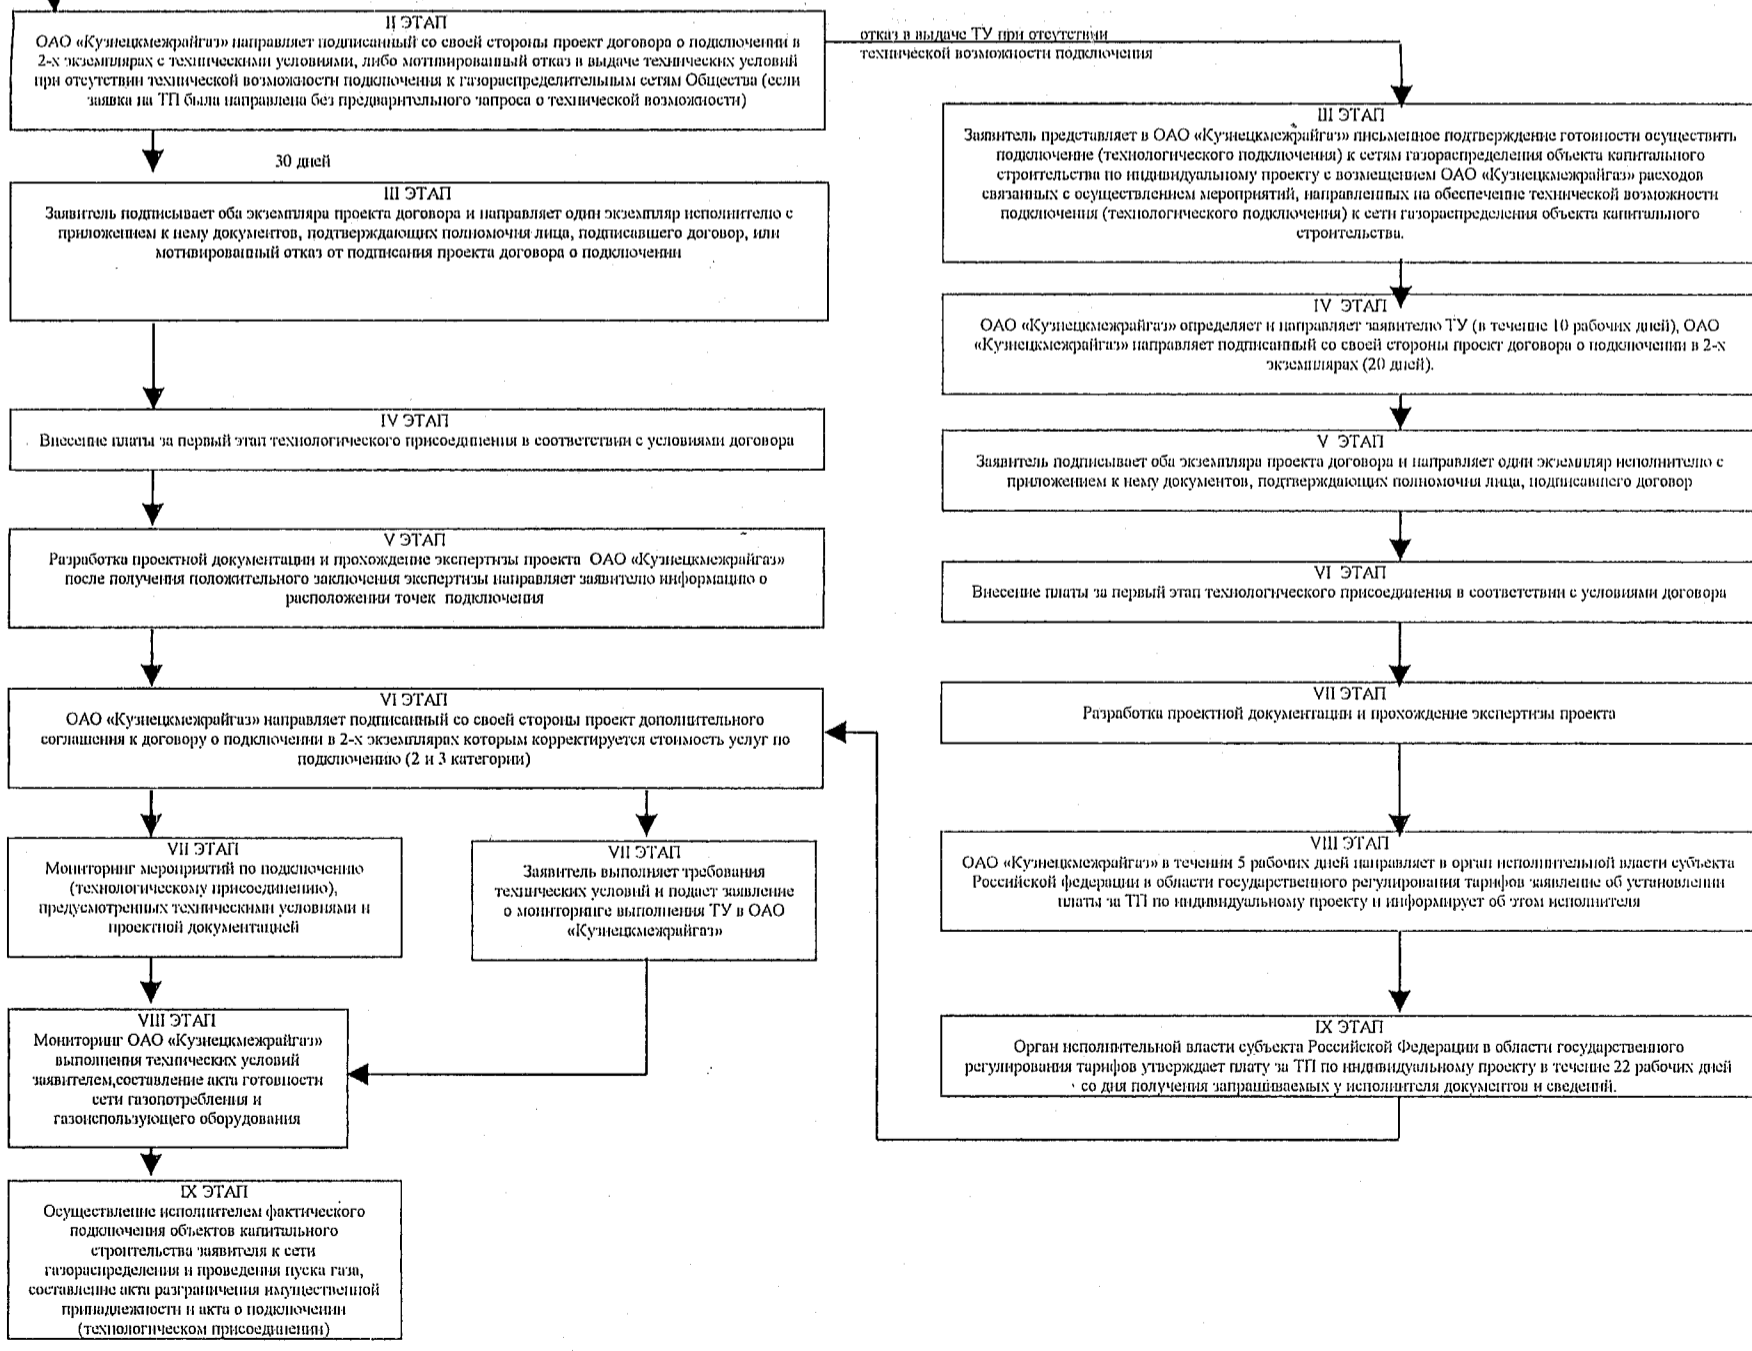 II ЭТАП
ОАО «Кузнецкмежрайгаз» направляет подписанный со своей стороны проект договора о подключении в
2-х экземплярах с техническими условиями, либо мотивированный отказ в выдаче технических условий
при отсутствии технической возможности подключения к газораспределительным сетям Общества (если
заявка на ТП была направлена без предварительного запроса о технической возможности)
30 дней
III ЭТАП
Заявитель подписывает оба экземпляра проекта договора и направляет один экземпляр исполнителю с
приложением к нему документов, подтверждающих полномочия лица, подписавшего договор, или
мотивированный отказ от подписания проекта договора о подключении
IV ЭТАП
Внесение платы за первый этап технологического присоединения в соответствии с условиями договора
V ЭТАП
Разработка проектной документации и прохождение экспертизы проекта ОАО «Кузнецкмежрайгаз»
после получения положительного заключения экспертизы направляет заявителю информацию о
расположении точек подключения
VI ЭТАП
ОАО «Кузнецкмежрайгаз» направляет подписанный со своей стороны проект дополнительного
соглашения к договору о подключении в 2-х экземплярах которым корректируется стоимость услуг по
подключению (2 и 3 категории)
VII ЭТАП
Мониторинг мероприятий по подключению
(технологическому присоединению),
предусмотренных техническими условиями и
проектной документацией
VII ЭТАП
Заявитель выполняет требования
технических условий и подает заявление
о мониторинге выполнения ТУ в ОАО
«Кузнецкмежрайгаз»
VIII ЭТАП
Мониторинг ОАО «Кузнецкмежрайгаз»
выполнения технических условий
заявителем,составление акта готовности
сети газопотребления и
газоиспользующего оборудования
IX ЭТАП
Осуществление исполнителем фактического
подключения объектов капитального
строительства заявителя к сети
газораспределения и проведения пуска газа,
составление акта разграничения имущественной
принадлежности и акта о подключении
(технологическом присоединении)
отказ в выдаче ТУ при отсутствии
технической возможности подключения
III ЭТАП
Заявитель представляет в ОАО «Кузнецкмежрайгаз» письменное подтверждение готовности осуществить
подключение (технологического подключения) к сетям газораспределения объекта капитального
строительства по индивидуальному проекту с возмещением ОАО «Кузнецкмежрайгаз» расходов
связанных с осуществлением мероприятий, направленных на обеспечение технической возможности
подключения (технологического подключения) к сети газораспределения объекта капитального
строительства.
IV ЭТАП
ОАО «Кузнецкмежрайгаз» определяет и направляет заявителю ТУ (в течение 10 рабочих дней), ОАО
«Кузнецкмежрайгаз» направляет подписанный со своей стороны проект договора о подключении в 2-х
экземплярах (20 дней).
V ЭТАП
Заявитель подписывает оба экземпляра проекта договора и направляет один экземпляр исполнителю с
приложением к нему документов, подтверждающих полномочия лица, подписавшего договор
VI ЭТАП
Внесение платы за первый этап технологического присоединения в соответствии с условиями договора
VII ЭТАП
Разработка проектной документации и прохождение экспертизы проекта
VIII ЭТАП
ОАО «Кузнецкмежрайгаз» в течении 5 рабочих дней направляет в орган исполнительной власти субъекта
Российской федерации в области государственного регулирования тарифов заявление об установлении
платы за ТП по индивидуальному проекту и информирует об этом исполнителя
IX ЭТАП
Орган исполнительной власти субъекта Российской Федерации в области государственного
регулирования тарифов утверждает плату за ТП по индивидуальному проекту в течение 22 рабочих дней
со дня получения запрашиваемых у исполнителя документов и сведений.